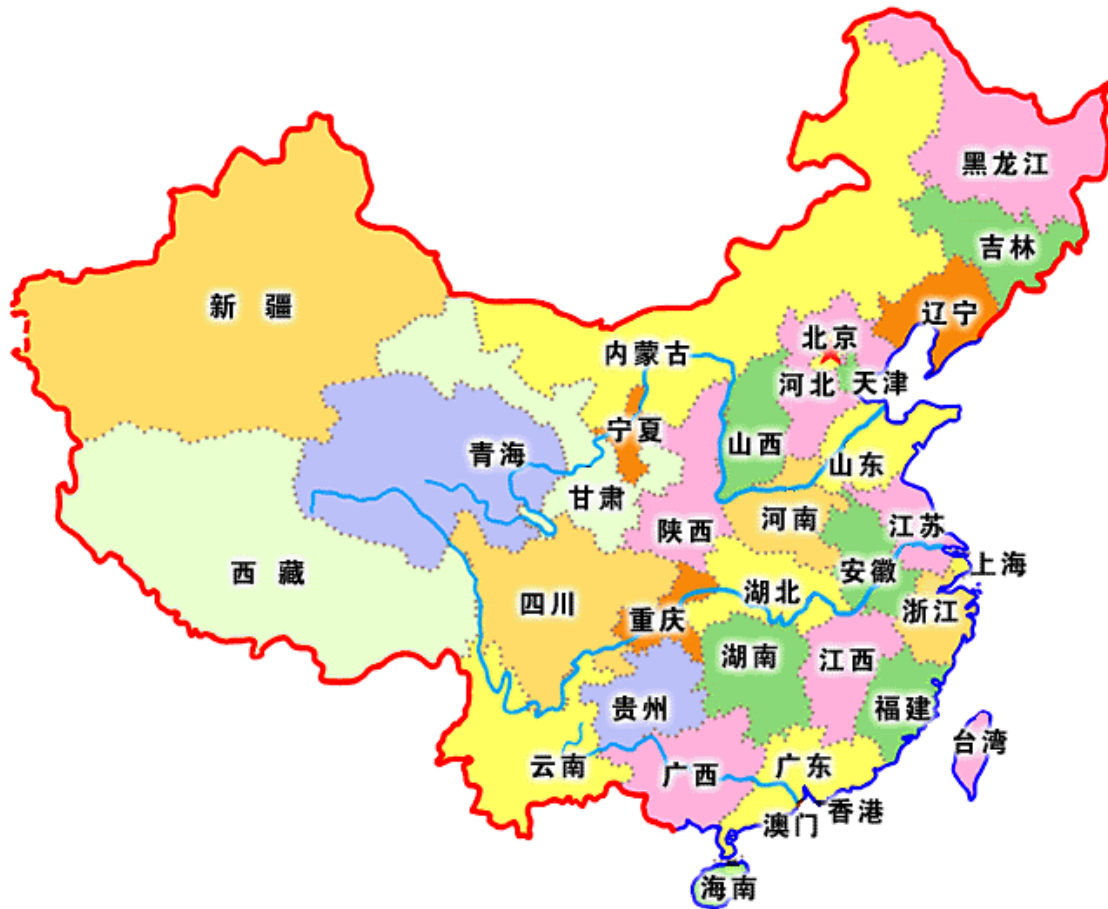 黑龙江
吉林
辽宁
新疆
北京
内蒙古
河北
天津
宁夏
山西
青海
山东
甘肃
河南
陕西
江苏
上海
安徽
西藏
湖北
四川
浙江
重庆
湖南
江西
贵州
福建
台湾
云南
广西
广东
香港
澳门
海南